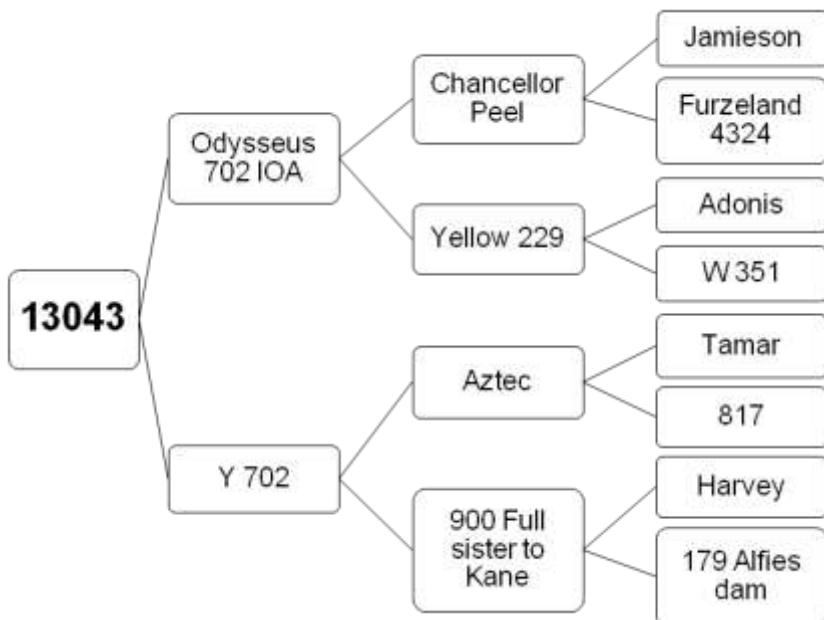 13043
Odysseus
702 IOA
Y 702
Chancellor
Peel
Yellow 229
Aztec
900 Full
sister to
Kane
Jamieson
Furzeland
4324
Adonis
W 351
Tamar
817
Harvey
179 Alfies
dam